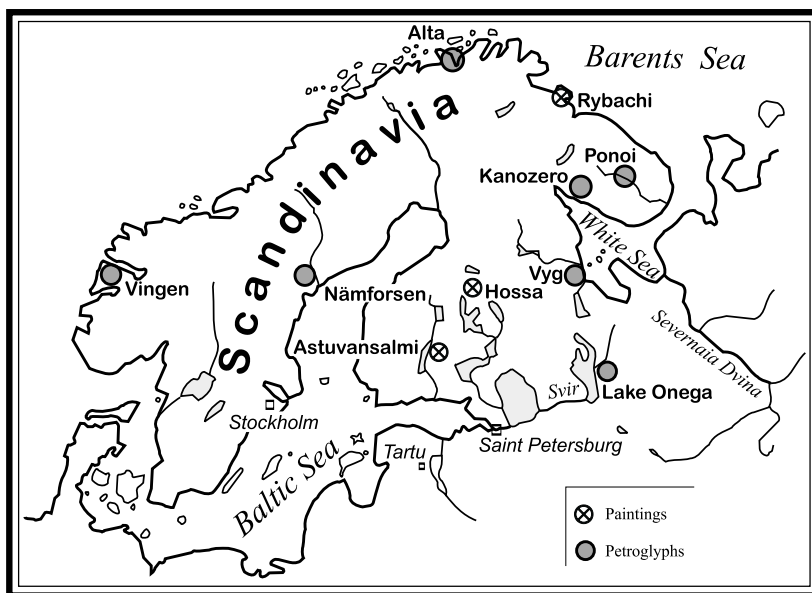 Alta
Barents Sea
Rybachi
Scandinavia
Ponoi
Kanozero
White Sea
Vyg
Vingen
Nämforsen
Hossa
Severnaia Dvina
Astuvansalmi
Svir
Lake Onega
Stockholm
Saint Petersburg
Tartu
Baltic Sea
Paintings
Petroglyphs